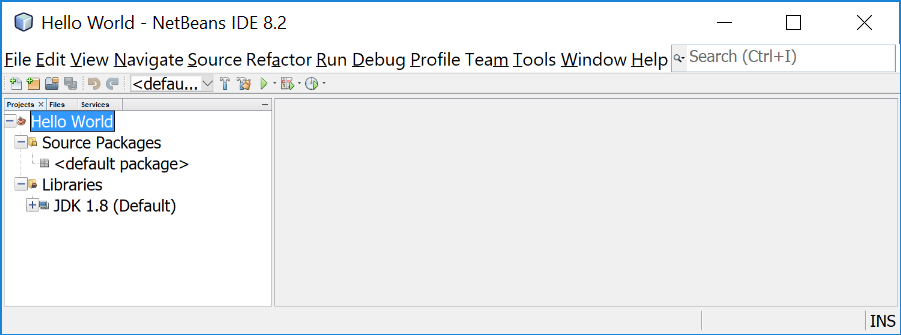 Hello World - NetBeans IDE 8.2
File Edit View Navigate Source Refactor Run Debug Profile Team Tools Window Help Search (Ctrl+I)
<defau...
Projects Files Services
Hello World
Source Packages
<default package>
Libraries
JDK 1.8 (Default)
INS